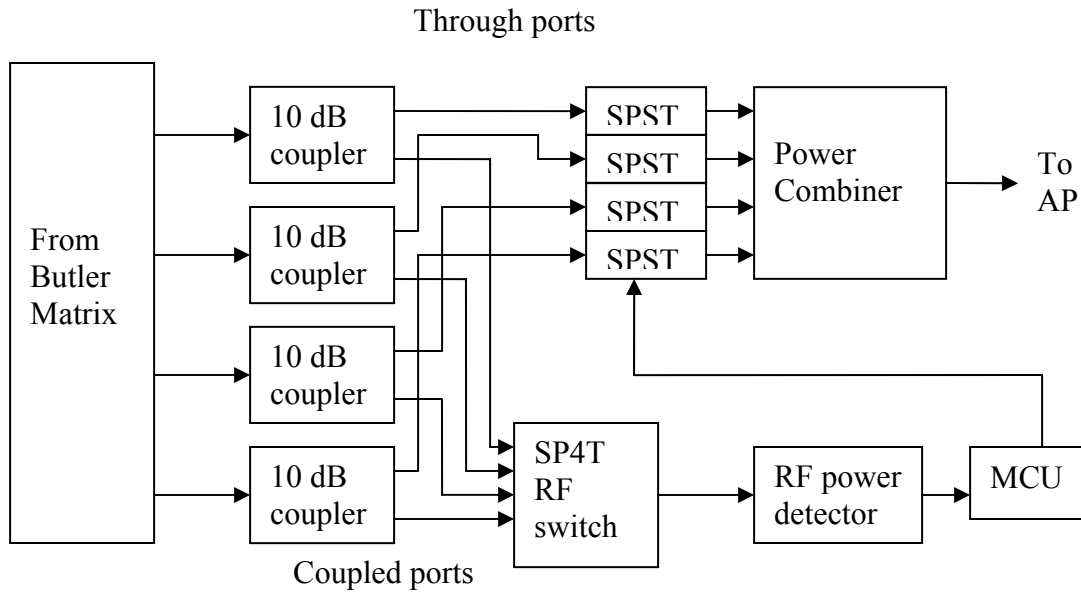 Through ports
From
Butler
Matrix
10 dB
coupler
10 dB
coupler
10 dB
coupler
10 dB
coupler
SPST
SPST
SPST
SPST
Power
Combiner
To
AP
SP4T
RF
switch
RF power
detector
MCU
Coupled ports